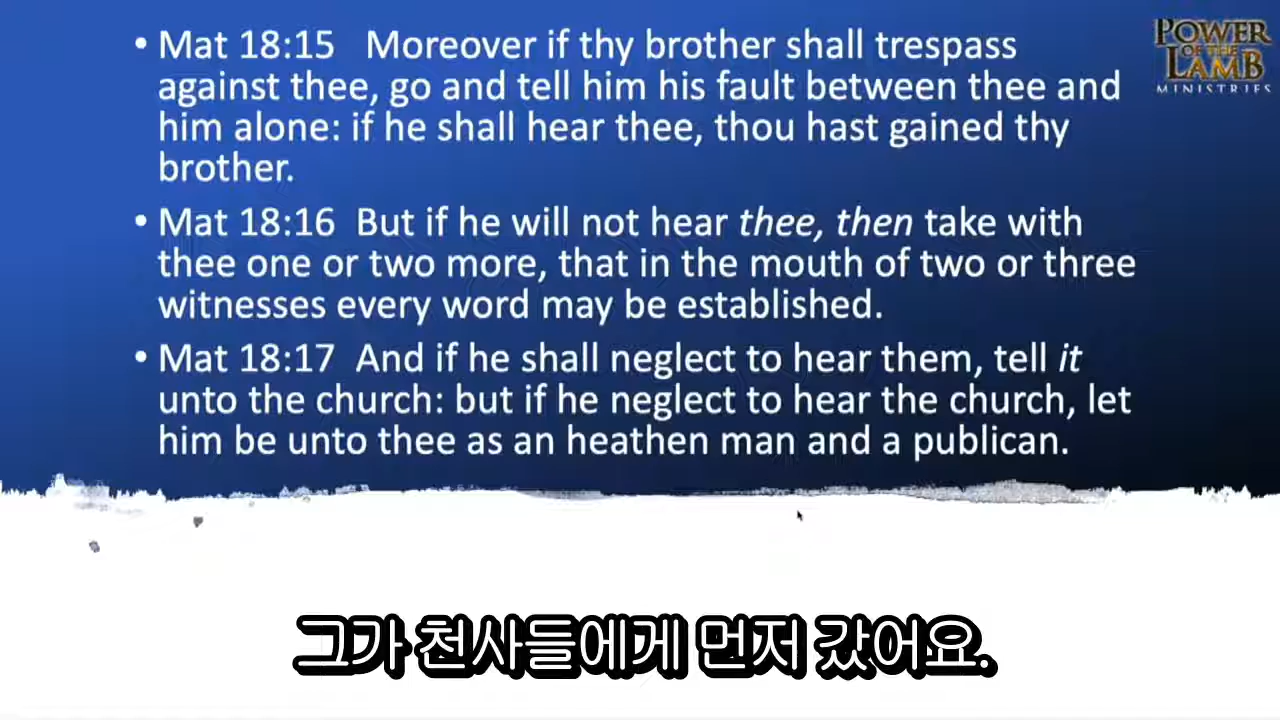 • Mat 18:15 Moreover if thy brother shall trespass
against thee, go and tell him his fault between thee and
him alone: if he shall hear thee, thou hast gained thy
brother.
• Mat 18:16 But if he will not hear thee, then take with
thee one or two more, that in the mouth of two or three
witnesses every word may be established.
• Mat 18:17 And if he shall neglect to hear them, tell it
unto the church: but if he neglect to hear the church, let
him be unto thee as an heathen man and a publican.
POWER
OF THE
LAMB
MINISTRIES
그가 천사들에게 먼저 갔어요.